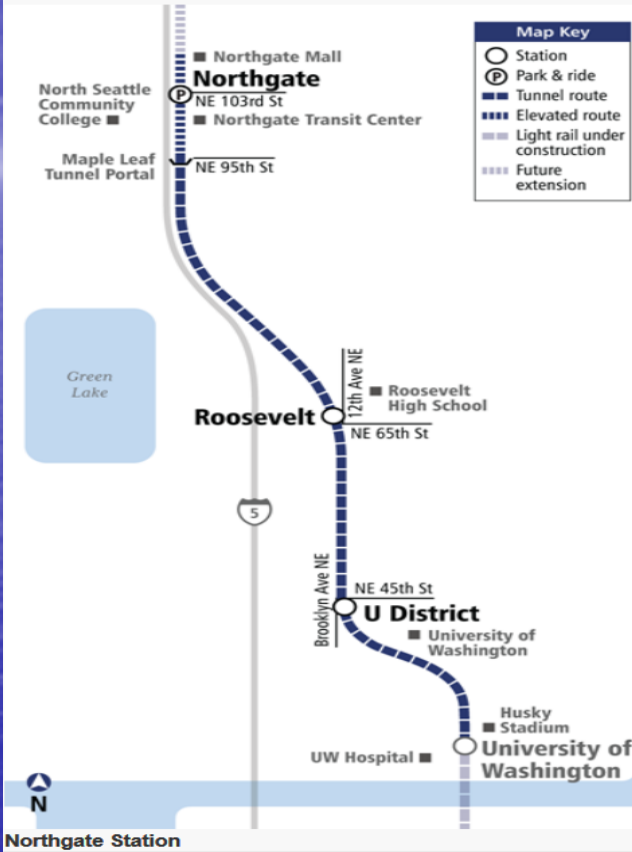 Map Key
Station
P Park & ride
Tunnel route
Elevated route
Light rail under
construction
Future
extension
Northgate Mall
Northgate
North Seattle
Community
College
P
NE 103rd St
Northgate Transit Center
Maple Leaf
Tunnel Portal
NE 95th St
Green
Lake
12th Ave NE
Roosevelt
High School
Roosevelt
NE 65th St
5
Brooklyn Ave NE
NE 45th St
U District
University of
Washington
Husky
Stadium
UW Hospital
University of
Washington
N
Northgate Station